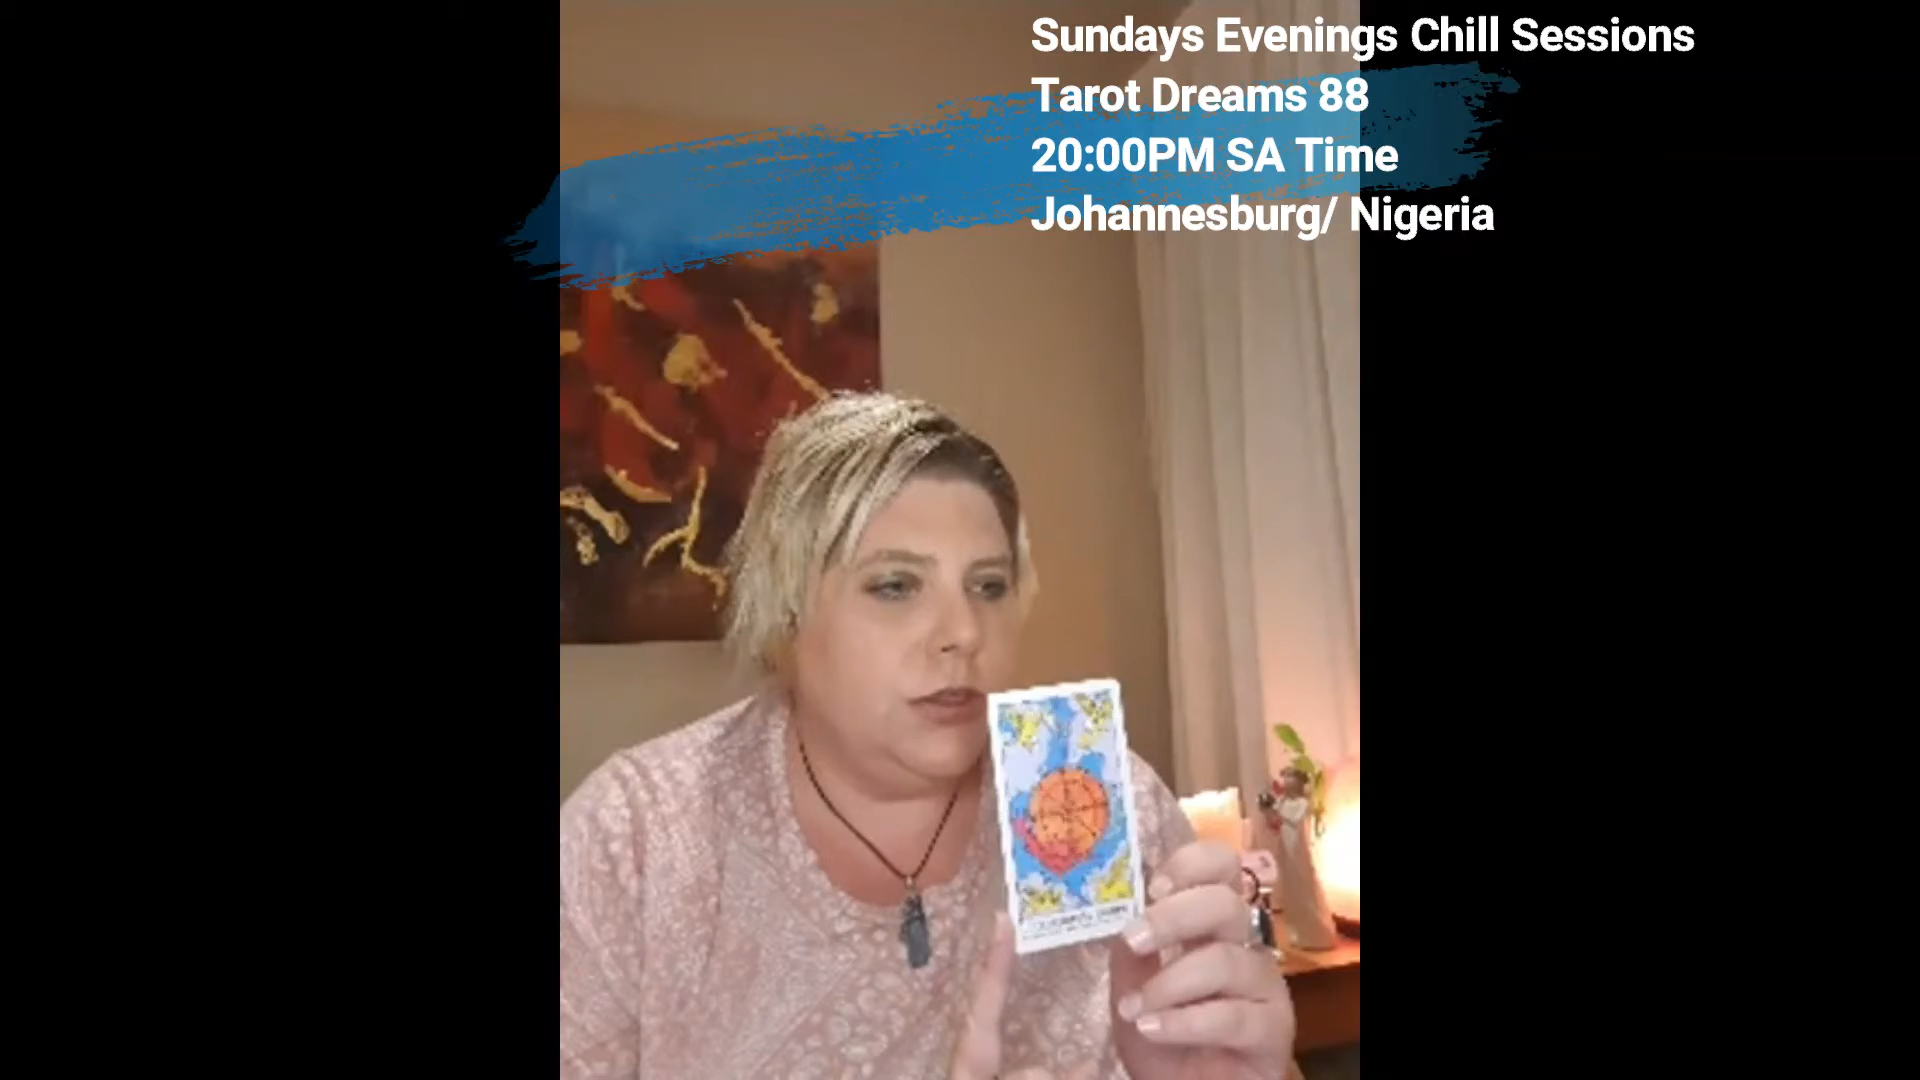 Sundays Evenings Chill Sessions
Tarot Dreams 88
20:00PM SA Time
Johannesburg/ Nigeria